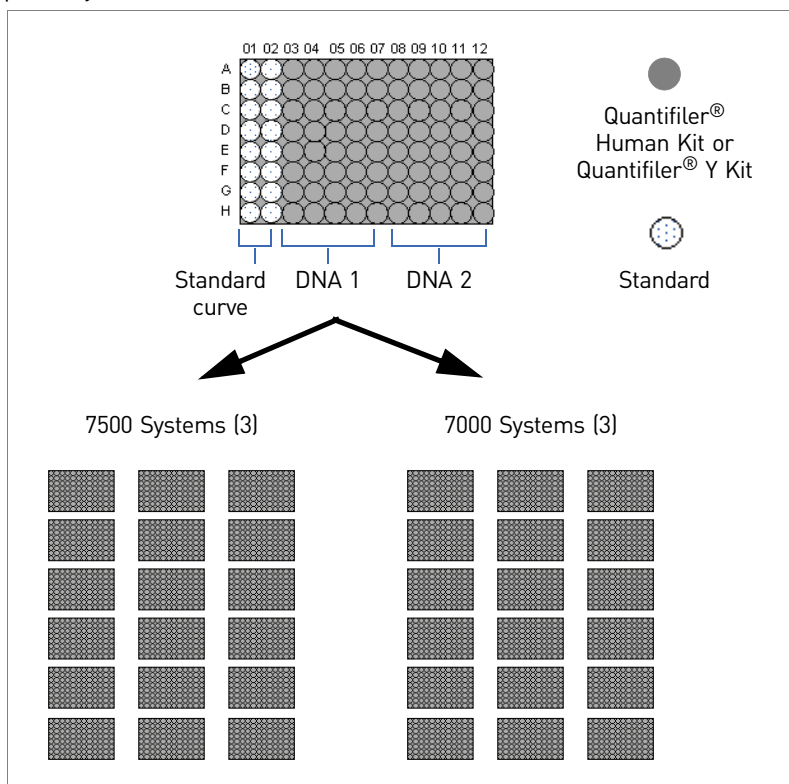 01 02 03 04 05 06 07 08 09 10 11 12
A
B
C
D
E
F
G
H
Standard
curve
DNA 1
DNA 2
Quantifiler®
Human Kit or
Quantifiler® Y Kit
Standard
7500 Systems (3)
7000 Systems (3)